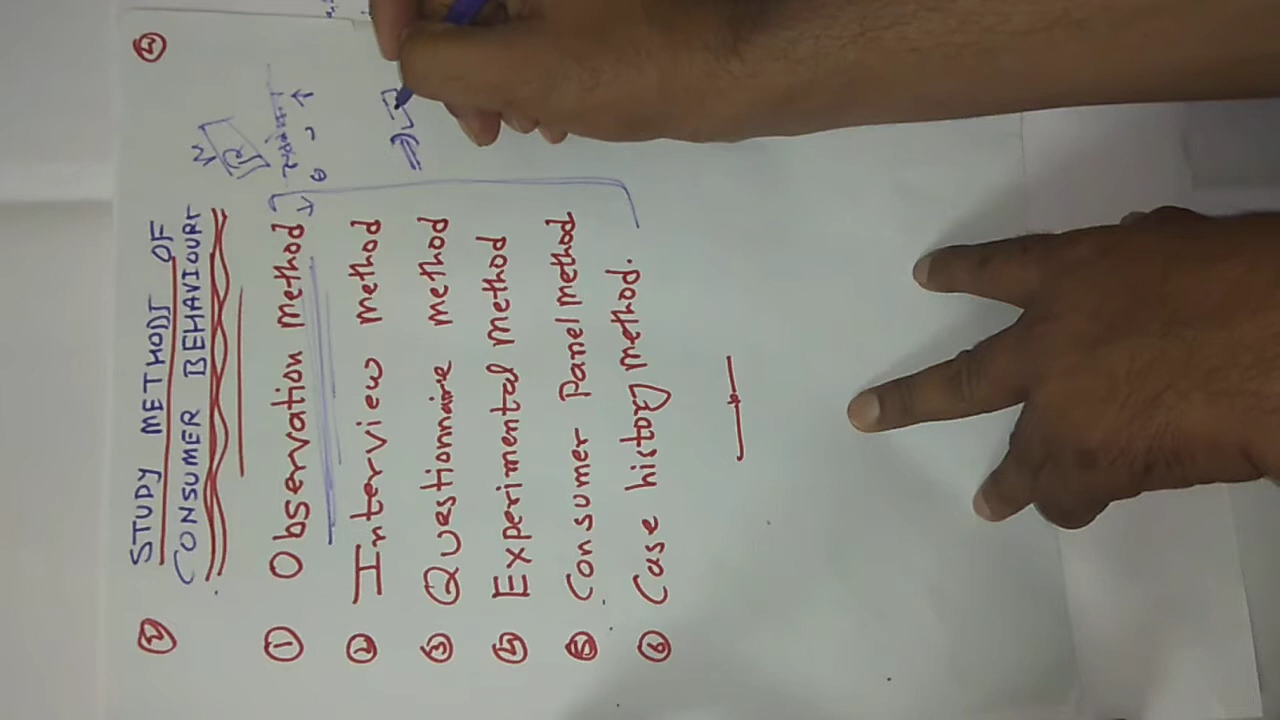 STUDY METHODS OF
CONSUMER BEHAVIOURS
① Observation Method
② Interview Method
③ Questionnaire Method
④ Experimental Method
⑤ Consumer Panel method
⑥ Case history method.